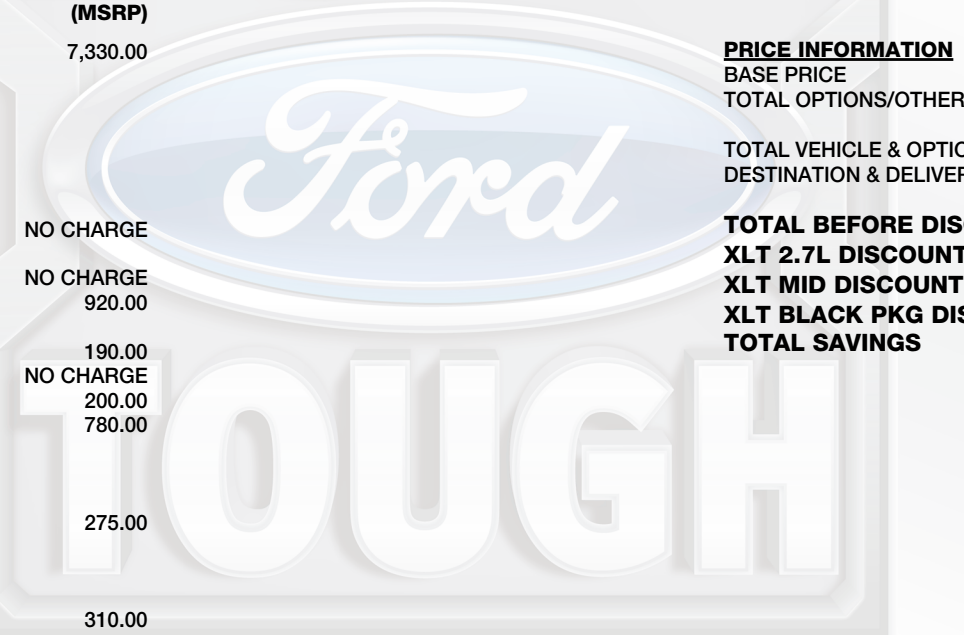 (MSRP)
7,330.00
NO CHARGE
NO CHARGE
920.00
190.00
NO CHARGE
200.00
780.00
275.00
310.00
PRICE INFORMATION
BASE PRICE
TOTAL OPTIONS/OTHER
TOTAL VEHICLE & OPTIO
DESTINATION & DELIVER
TOTAL BEFORE DISC
XLT 2.7L DISCOUNT
XLT MID DISCOUNT
XLT BLACK PKG DIS
TOTAL SAVINGS
Ford
TOUGH